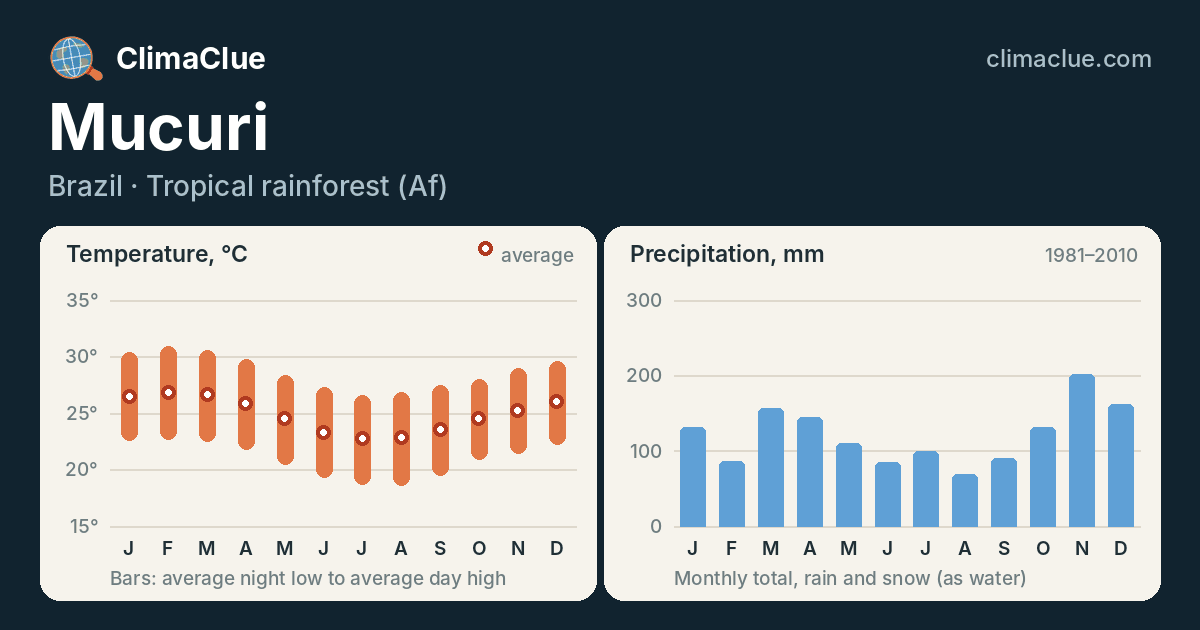 ClimaClue
climaclue.com
Mucuri
Brazil · Tropical rainforest (Af)
Temperature, °C
average
35°
30°
25°
20°
15°
J F M A M J J A S O N D
Bars: average night low to average day high
Precipitation, mm
1981–2010
300
200
100
0
J F M A M J J A S O N D
Monthly total, rain and snow (as water)